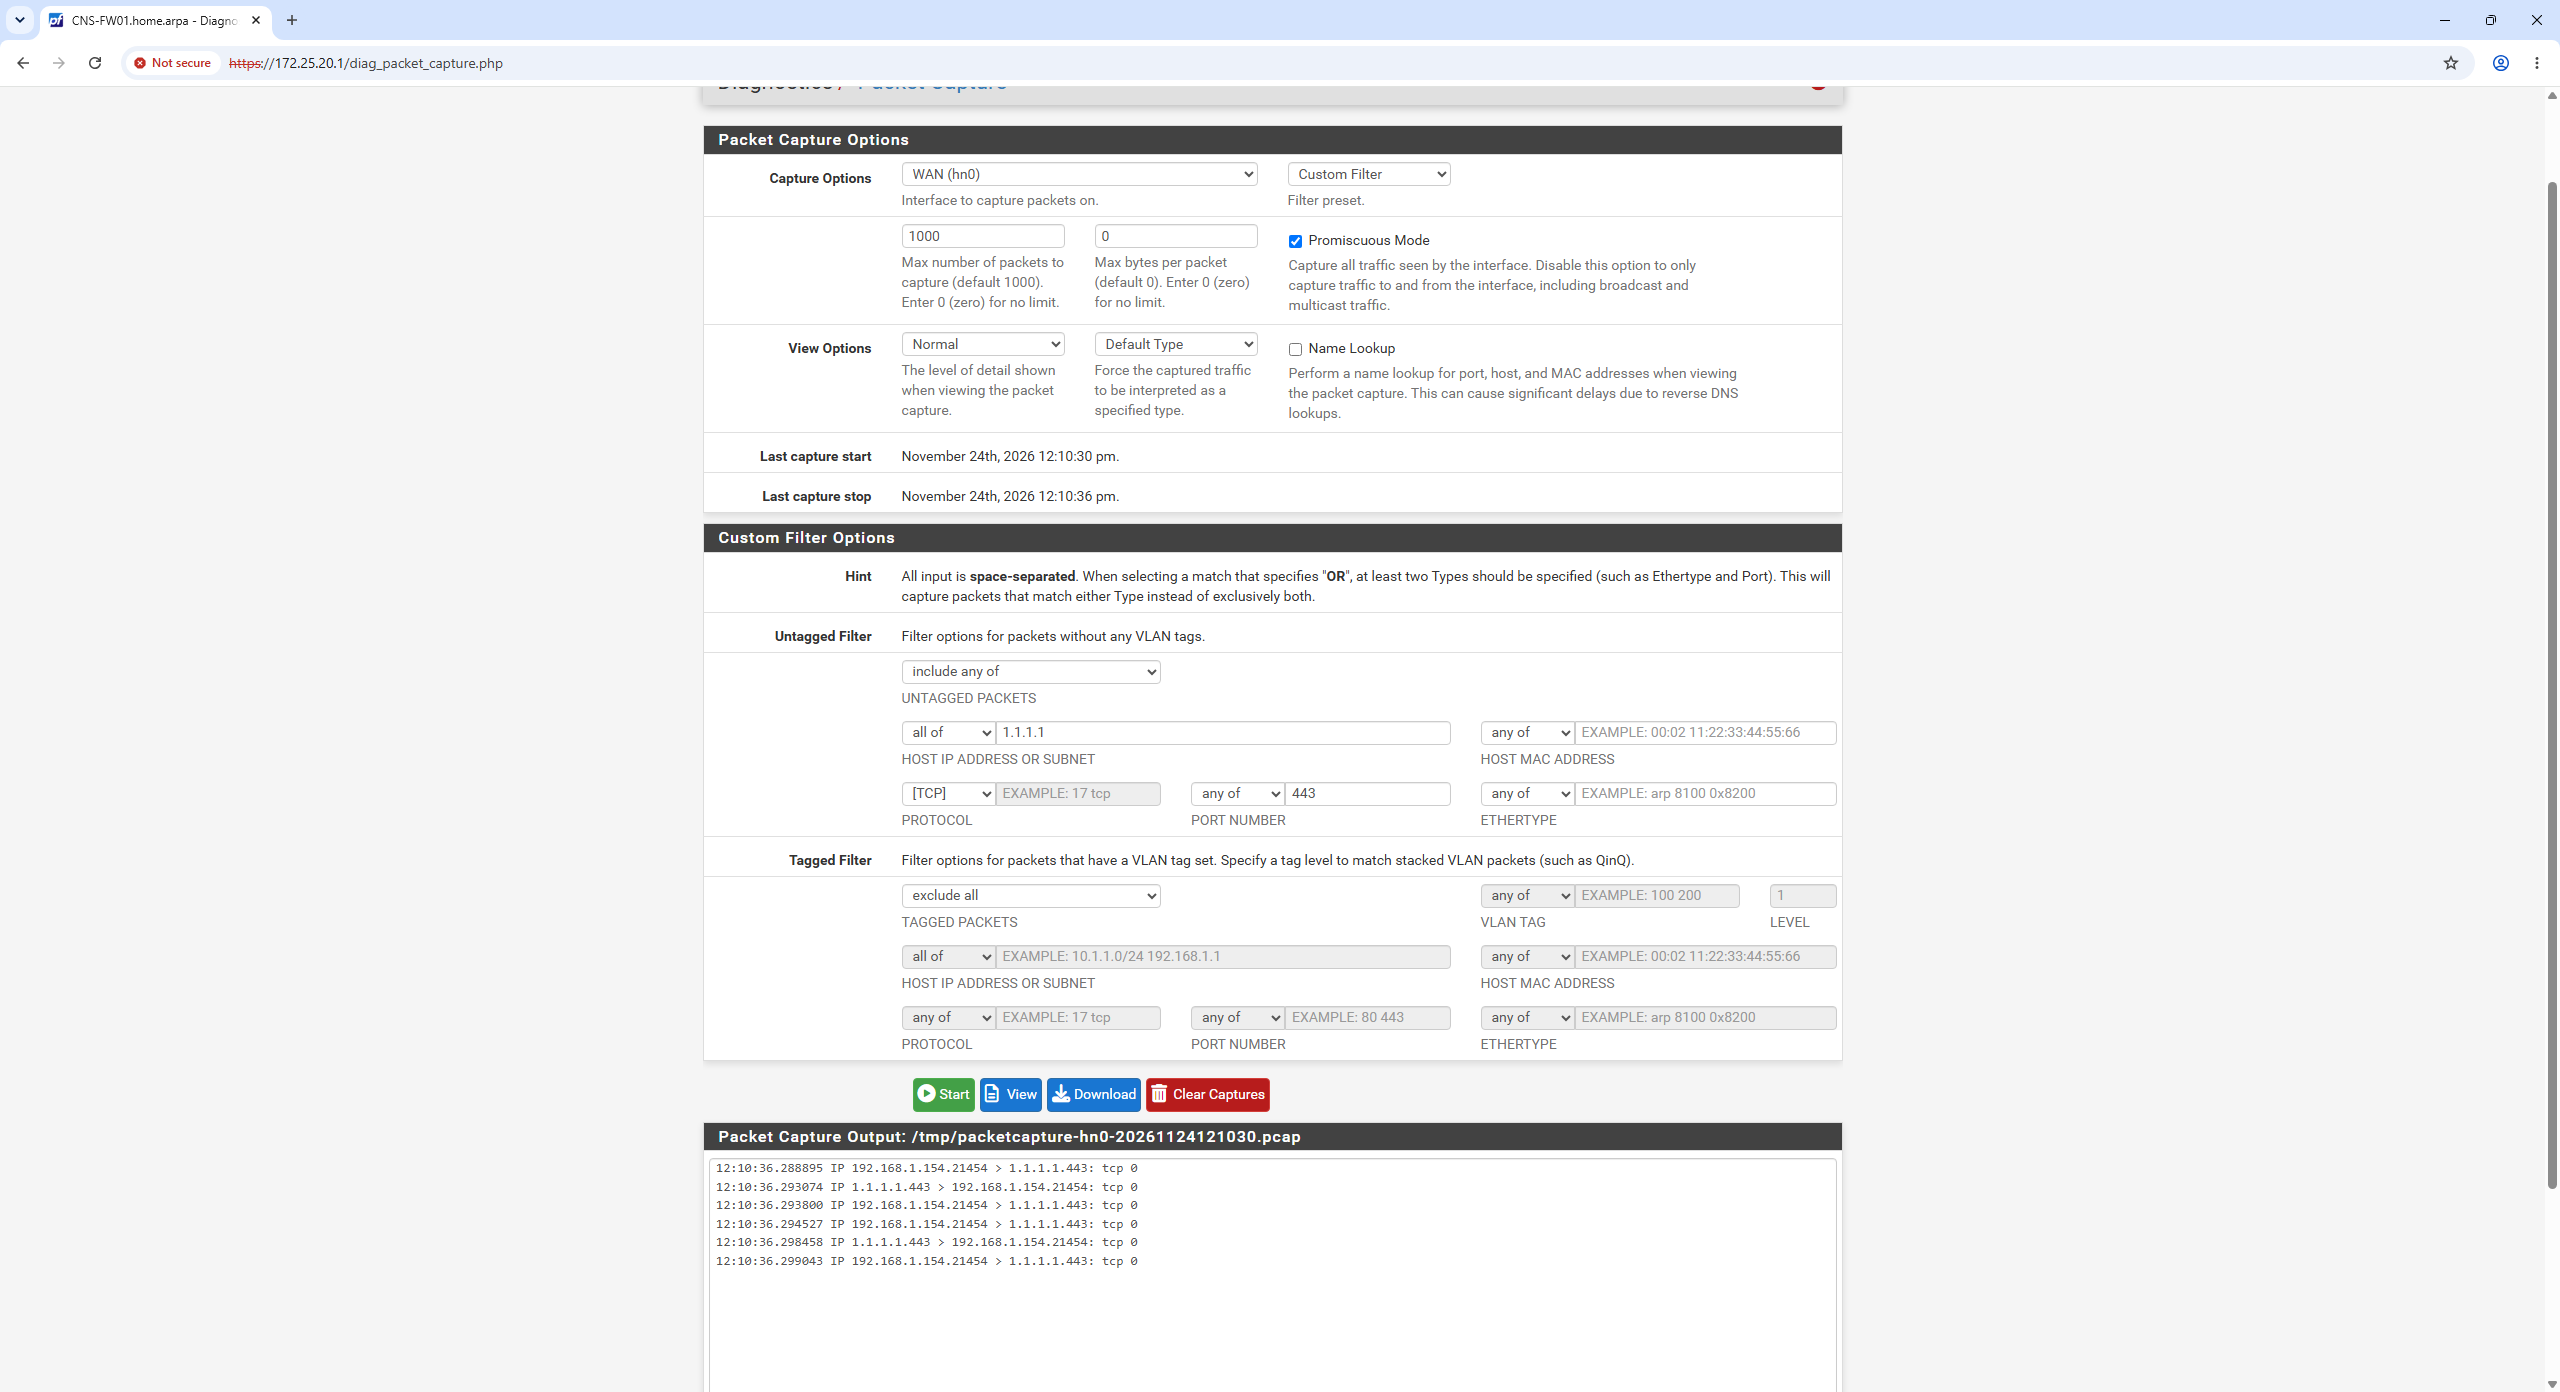 CNS-FW01.home.arpa - Diagno
Not secure https://172.25.20.1/diag_packet_capture.php
Diagnostics / Packet Capture
Packet Capture Options
Capture Options
WAN (hn0)
Custom Filter
Interface to capture packets on.
Filter preset.
1000
0
Promiscuous Mode
Max number of packets to
capture (default 1000).
Enter 0 (zero) for no limit.
Max bytes per packet
(default 0). Enter 0 (zero)
for no limit.
Capture all traffic seen by the interface. Disable this option to only
capture traffic to and from the interface, including broadcast and
multicast traffic.
View Options
Normal
Default Type
Name Lookup
The level of detail shown
when viewing the packet
capture.
Force the captured traffic
to be interpreted as a
specified type.
Perform a name lookup for port, host, and MAC addresses when viewing
the packet capture. This can cause significant delays due to reverse DNS
lookups.
Last capture start November 24th, 2026 12:10:30 pm.
Last capture stop November 24th, 2026 12:10:36 pm.
Custom Filter Options
Hint
All input is space-separated. When selecting a match that specifies "OR", at least two Types should be specified (such as Ethertype and Port). This will
capture packets that match either Type instead of exclusively both.
Untagged Filter Filter options for packets without any VLAN tags.
include any of
UNTAGGED PACKETS
all of 1.1.1.1 any of EXAMPLE: 00:02 11:22:33:44:55:66
HOST IP ADDRESS OR SUBNET HOST MAC ADDRESS
[TCP] EXAMPLE: 17 tcp any of 443 any of EXAMPLE: arp 8100 0x8200
PROTOCOL PORT NUMBER ETHERTYPE
Tagged Filter Filter options for packets that have a VLAN tag set. Specify a tag level to match stacked VLAN packets (such as QinQ).
exclude all any of EXAMPLE: 100 200 1
TAGGED PACKETS VLAN TAG LEVEL
all of EXAMPLE: 10.1.1.0/24 192.168.1.1 any of EXAMPLE: 00:02 11:22:33:44:55:66
HOST IP ADDRESS OR SUBNET HOST MAC ADDRESS
any of EXAMPLE: 17 tcp any of EXAMPLE: 80 443 any of EXAMPLE: arp 8100 0x8200
PROTOCOL PORT NUMBER ETHERTYPE
Start View Download Clear Captures
Packet Capture Output: /tmp/packetcapture-hn0-20261124121030.pcap
12:10:36.288895 IP 192.168.1.154.21454 > 1.1.1.1.443: tcp 0
12:10:36.293074 IP 1.1.1.1.443 > 192.168.1.154.21454: tcp 0
12:10:36.293800 IP 192.168.1.154.21454 > 1.1.1.1.443: tcp 0
12:10:36.294527 IP 192.168.1.154.21454 > 1.1.1.1.443: tcp 0
12:10:36.298458 IP 1.1.1.1.443 > 192.168.1.154.21454: tcp 0
12:10:36.299043 IP 192.168.1.154.21454 > 1.1.1.1.443: tcp 0